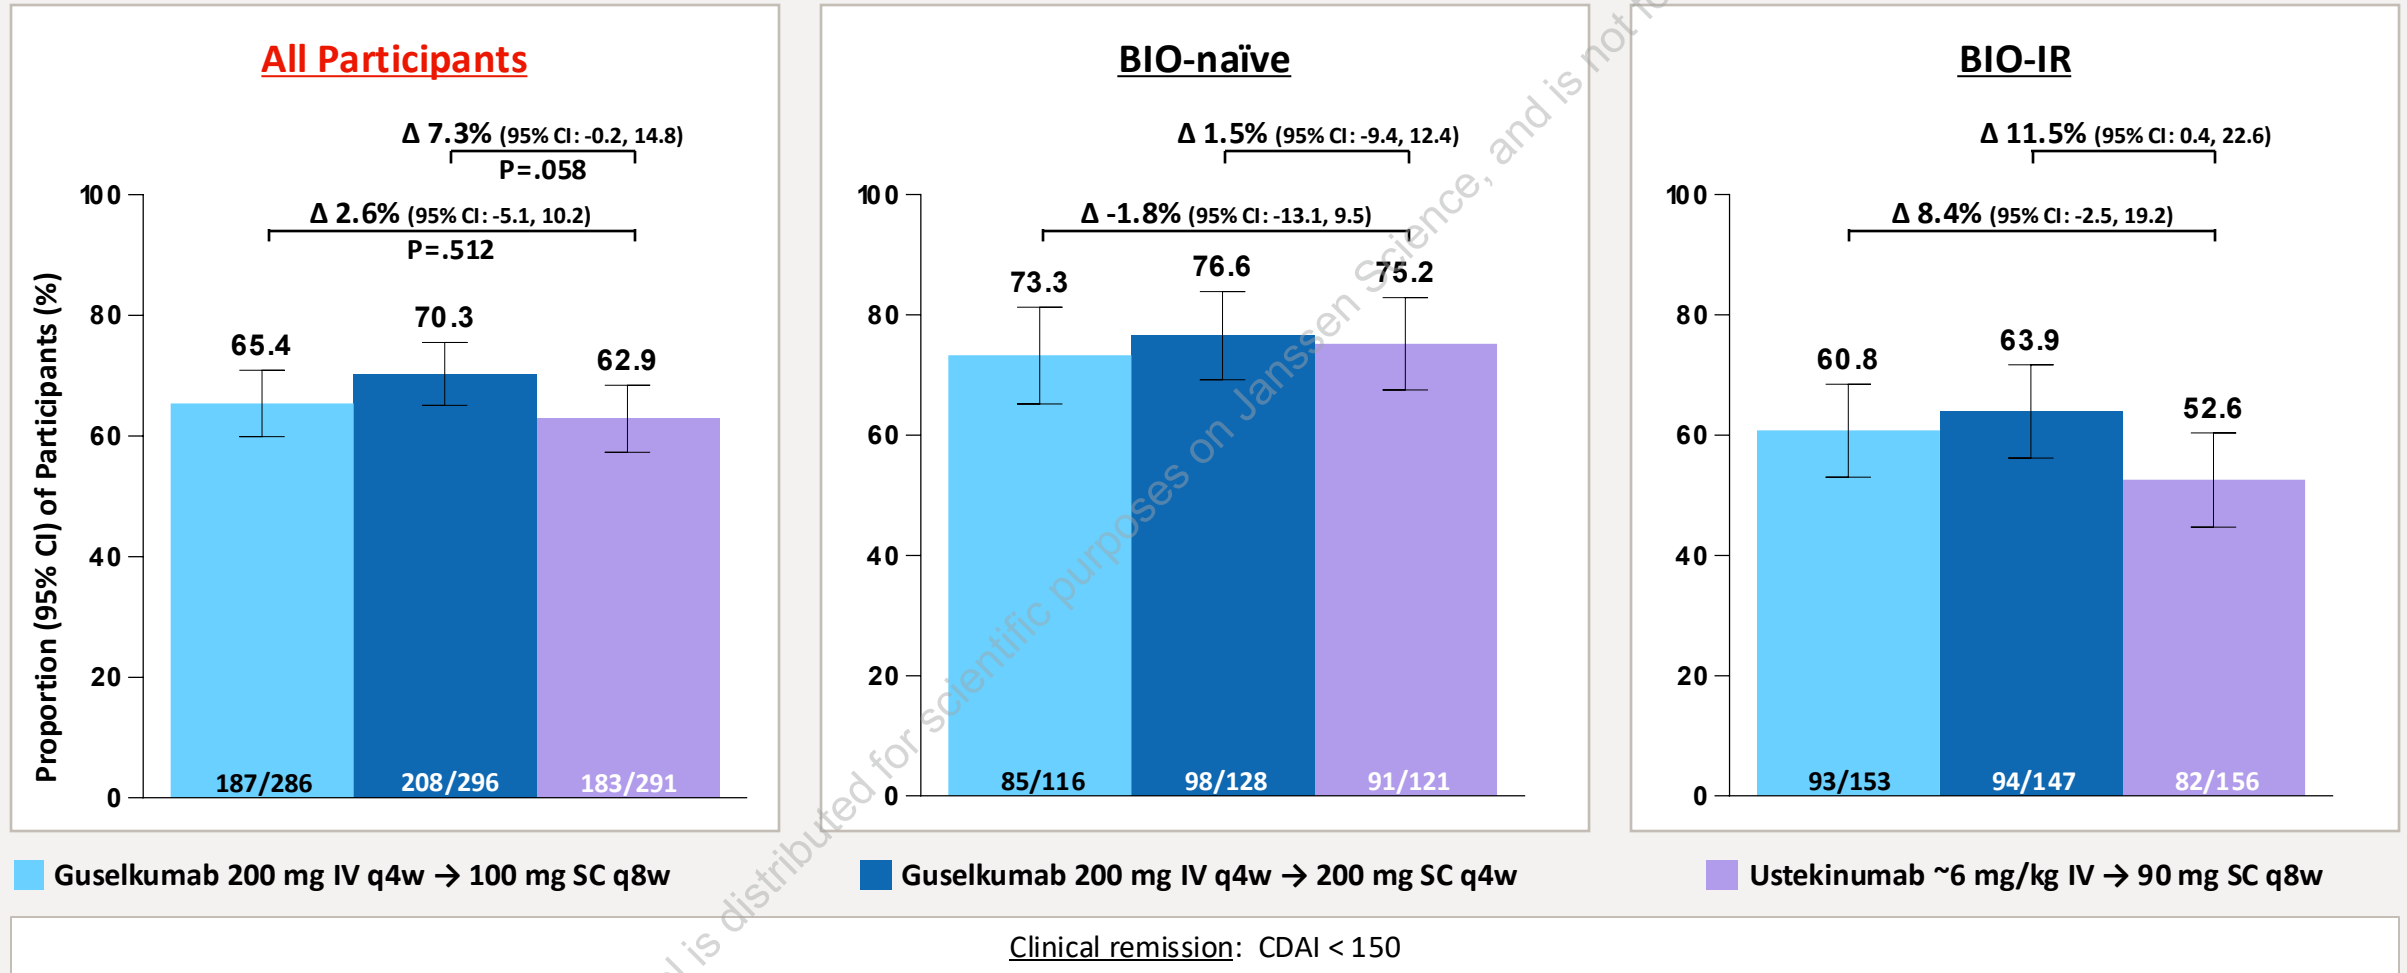 All Participants
Δ 7.3% (95% CI: -0.2, 14.8)
P=.058
Δ 2.6% (95% CI: -5.1, 10.2)
P=.512
Proportion (95% CI) of Participants (%)
100
80
60
40
20
0
65.4
70.3
62.9
187/286
208/296
183/291
BIO-naïve
Δ 1.5% (95% CI: -9.4, 12.4)
Δ -1.8% (95% CI: -13.1, 9.5)
100
80
60
40
20
0
73.3
76.6
75.2
85/116
98/128
91/121
BIO-IR
Δ 11.5% (95% CI: 0.4, 22.6)
Δ 8.4% (95% CI: -2.5, 19.2)
100
80
60
40
20
0
60.8
63.9
52.6
93/153
94/147
82/156
Guselkumab 200 mg IV q4w → 100 mg SC q8w
Guselkumab 200 mg IV q4w → 200 mg SC q4w
Ustekinumab ~6 mg/kg IV → 90 mg SC q8w
Clinical remission: CDAI < 150
is distributed for scientific purposes on Janssen Science, and is not